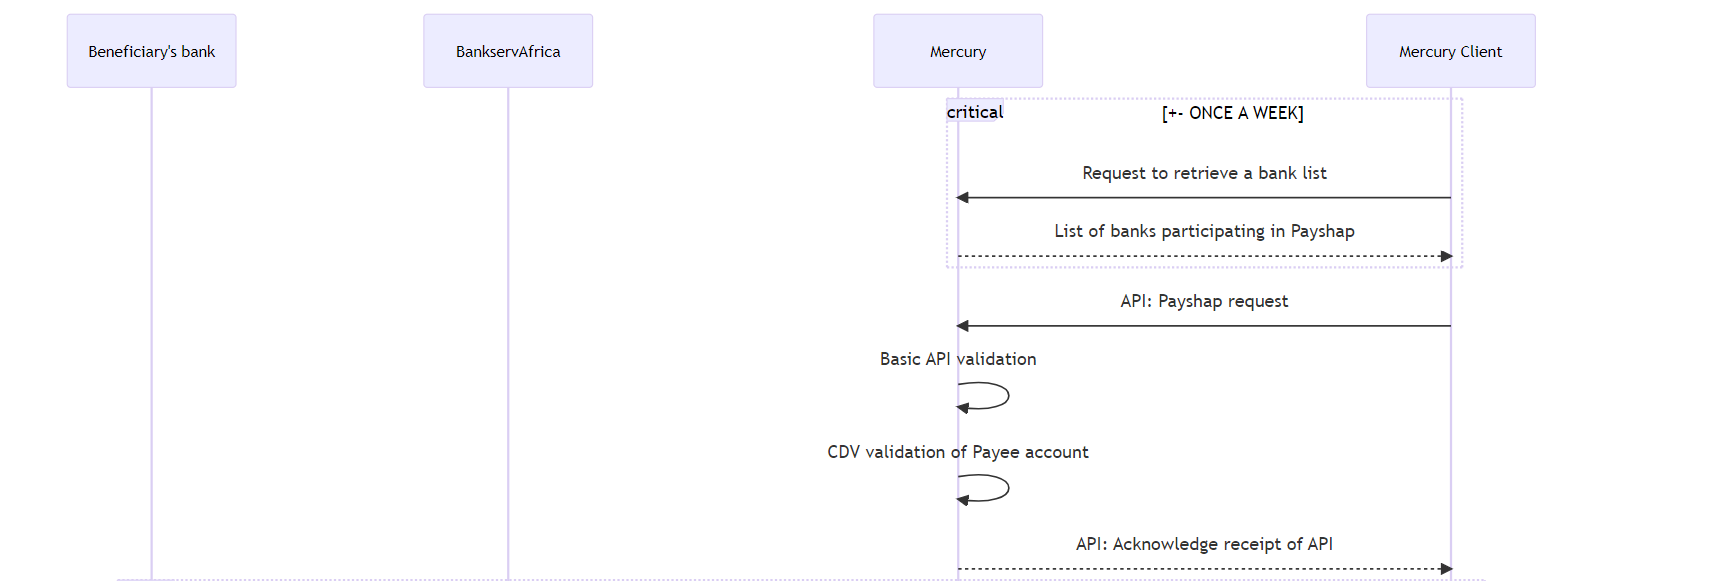 Beneficiary's bank
BankservAfrica
Mercury
Mercury Client
critical
[+- ONCE A WEEK]
Request to retrieve a bank list
List of banks participating in Payshap
API: Payshap request
Basic API validation
CDV validation of Payee account
API: Acknowledge receipt of API